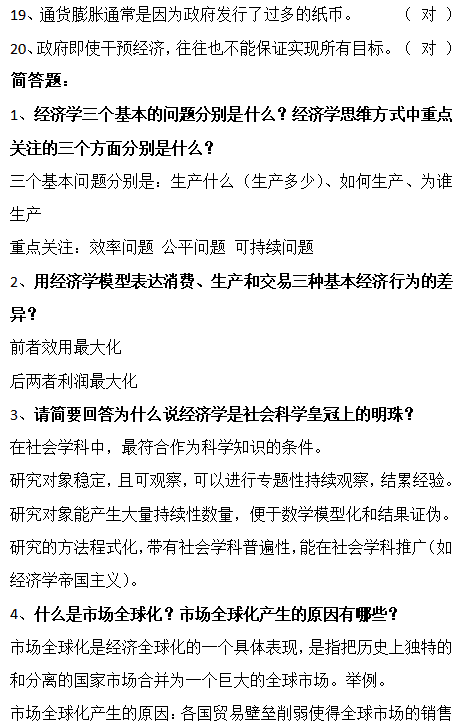 19、通货膨胀通常是因为政府发行了过多的纸币。 （ 对 ）
20、政府即使干预经济，往往也不能保证实现所有目标。（ 对 ）
简答题：
1、经济学三个基本的问题分别是什么？经济学思维方式中重点
关注的三个方面分别是什么？
三个基本问题分别是：生产什么（生产多少）、如何生产、为谁
生产
重点关注：效率问题 公平问题 可持续问题
2、用经济学模型表达消费、生产和交易三种基本经济行为的差
异？
前者效用最大化
后两者利润最大化
3、请简要回答为什么说经济学是社会科学皇冠上的明珠？
在社会学科中，最符合作为科学知识的条件。
研究对象稳定，且可观察，可以进行专题性持续观察，结累经验。
研究对象能产生大量持续性数量，便于数学模型化和结果证伪。
研究的方法程式化，带有社会学科普遍性，能在社会学科推广（如
经济学帝国主义）。
4、什么是市场全球化？市场全球化产生的原因有哪些？
市场全球化是经济全球化的一个具体表现，是指把历史上独特的
和分离的国家市场合并为一个巨大的全球市场。举例。
市场全球化产生的原因：各国贸易壁垒削弱使得全球市场的销售